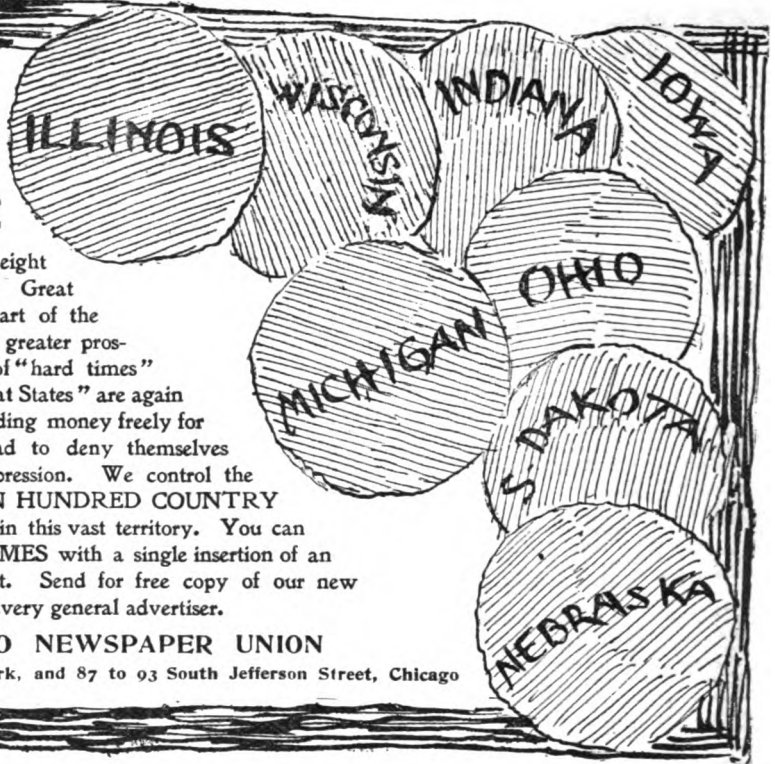 ILLINOIS
WISCONSIN
INDIANA
IOWA
MICHIGAN
OHIO
S. DAKOTA
NEBRASKA
eight
Great
art of the
greater pros-
of "hard times"
at States" are again
ding money freely for
ad to deny themselves
pression. We control the
N HUNDRED COUNTRY
in this vast territory. You can
MES with a single insertion of an
t. Send for free copy of our new
very general advertiser.
O NEWSPAPER UNION
rk, and 87 to 93 South Jefferson Street, Chicago